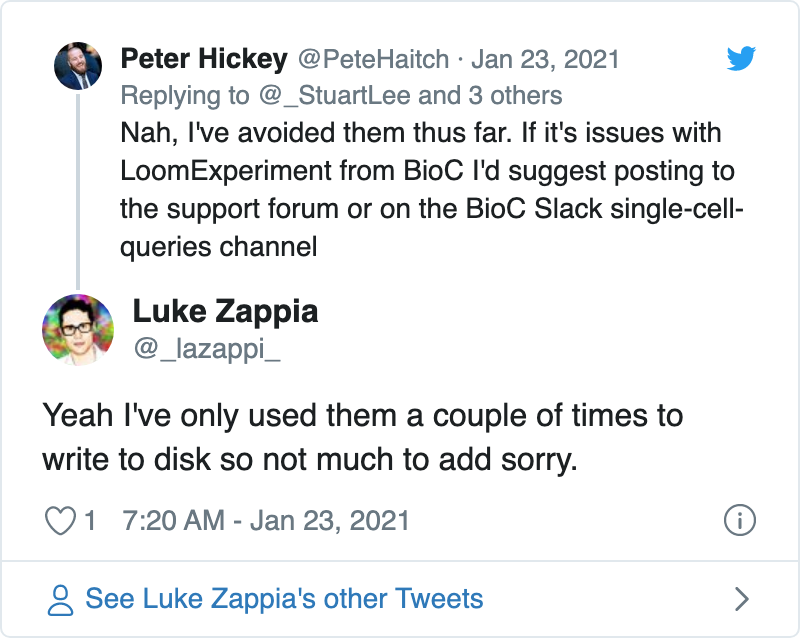 Peter Hickey @PeteHaitch · Jan 23, 2021
Replying to @_StuartLee and 3 others
Nah, I've avoided them thus far. If it's issues with
LoomExperiment from BioC I'd suggest posting to
the support forum or on the BioC Slack single-cell-
queries channel
Luke Zappia
@_lazappi_
Yeah I've only used them a couple of times to
write to disk so not much to add sorry.
1 7:20 AM - Jan 23, 2021
See Luke Zappia's other Tweets